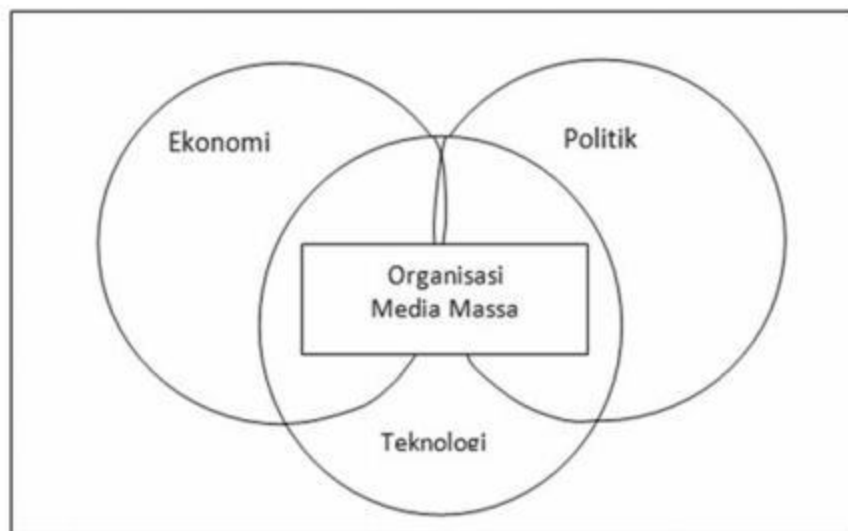 Ekonomi
Politik
Organisasi
Media Massa
Teknologi